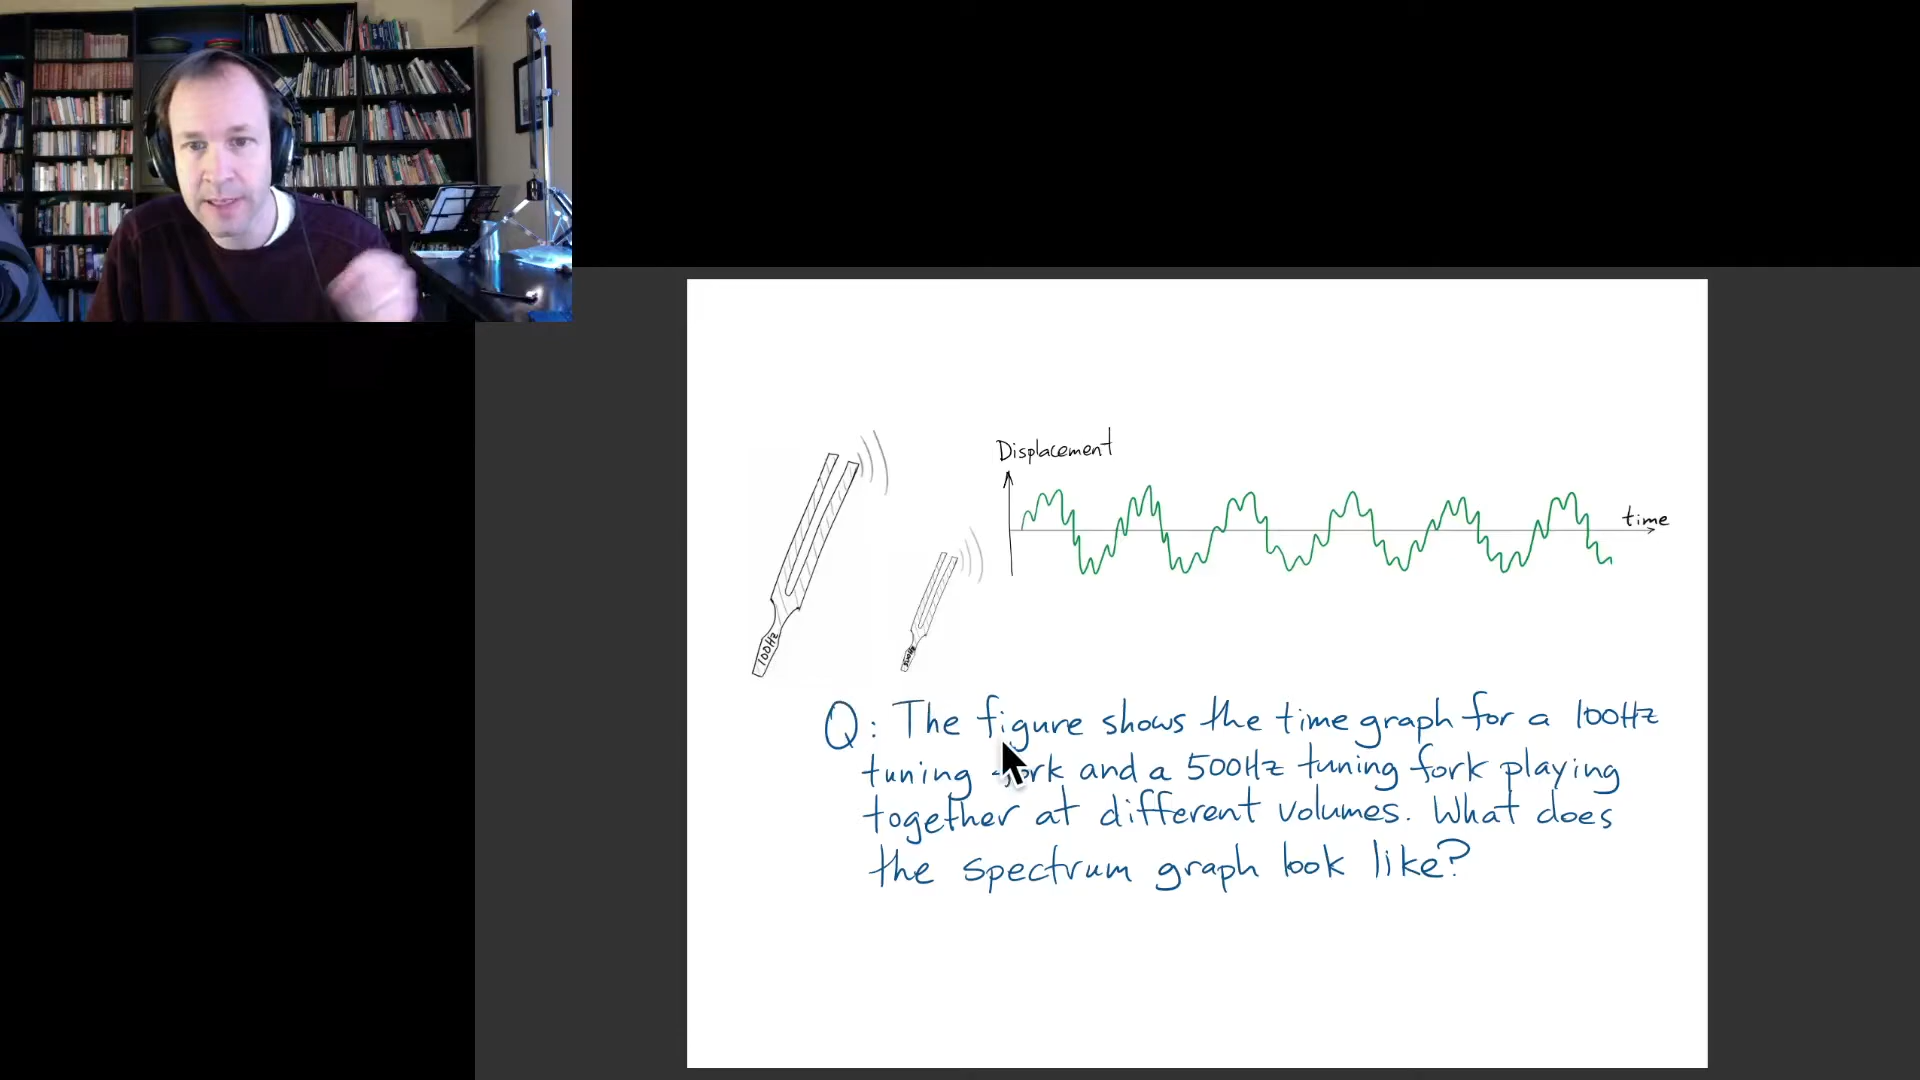 Displacement
time
100Hz
500Hz
Q: The figure shows the time graph for a 100Hz
tuning fork and a 500Hz tuning fork playing
together at different volumes. What does
the spectrum graph look like?